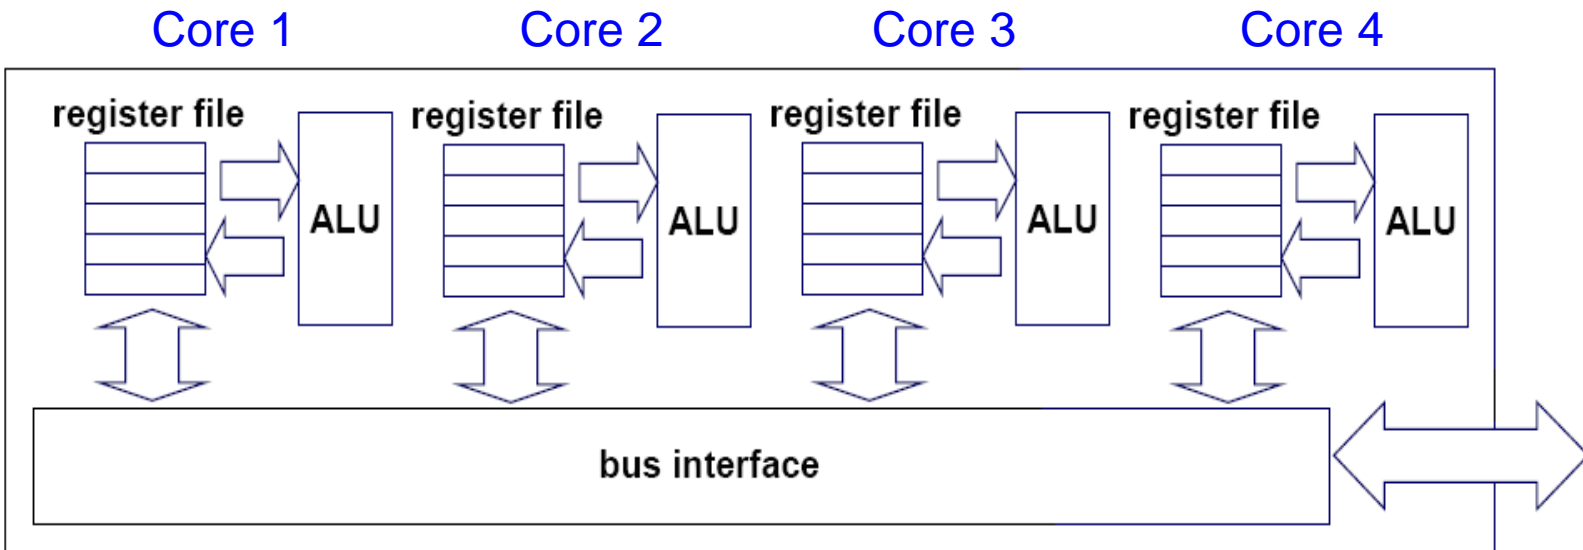 Core 1 Core 2 Core 3 Core 4
register file register file register file register file
ALU ALU ALU ALU
bus interface